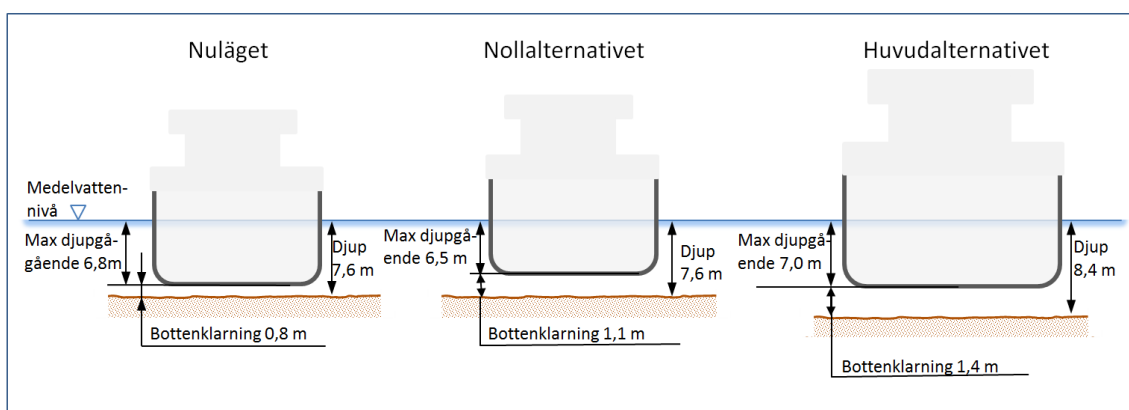 Nuläget
Nollalternativet
Huvudalternativet
Medelvatten-
nivå
Max djupgå-
gående 6,8m
Djup
7,6 m
Bottenklarning 0,8 m
Max djupgå-
ende 6,5 m
Djup
7,6 m
Bottenklarning 1,1 m
Max djupgå-
ende 7,0 m
Djup
8,4 m
Bottenklarning 1,4 m